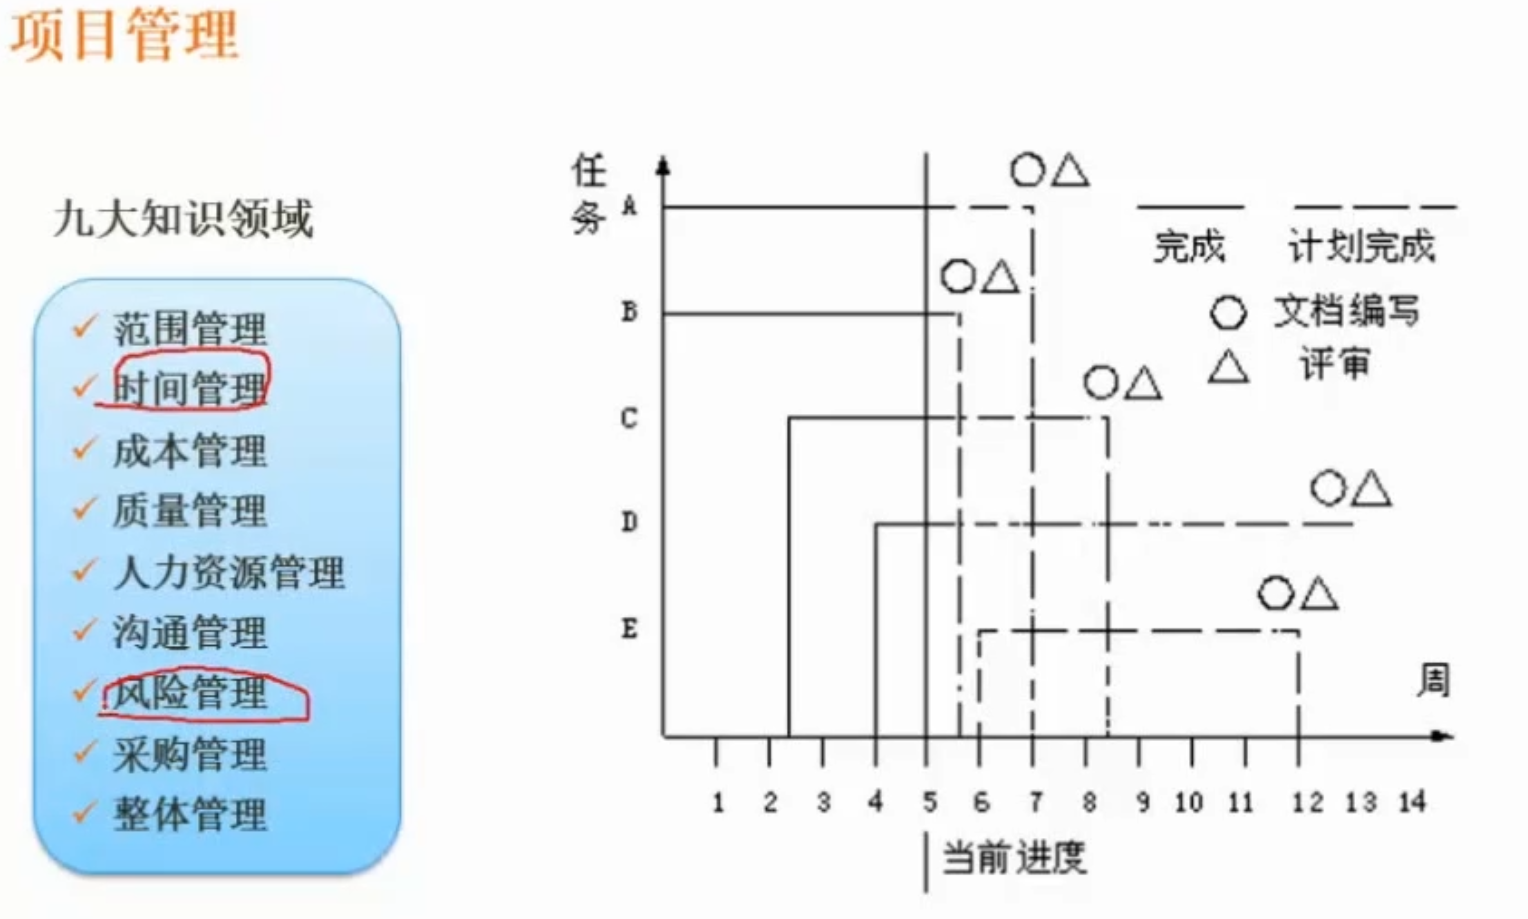 项目管理
九大知识领域
范围管理
时间管理
成本管理
质量管理
人力资源管理
沟通管理
风险管理
采购管理
整体管理
任务
A
B
C
D
E
完成
计划完成
文档编写
评审
周
1 2 3 4 5 6 7 8 9 10 11 12 13 14
当前进度